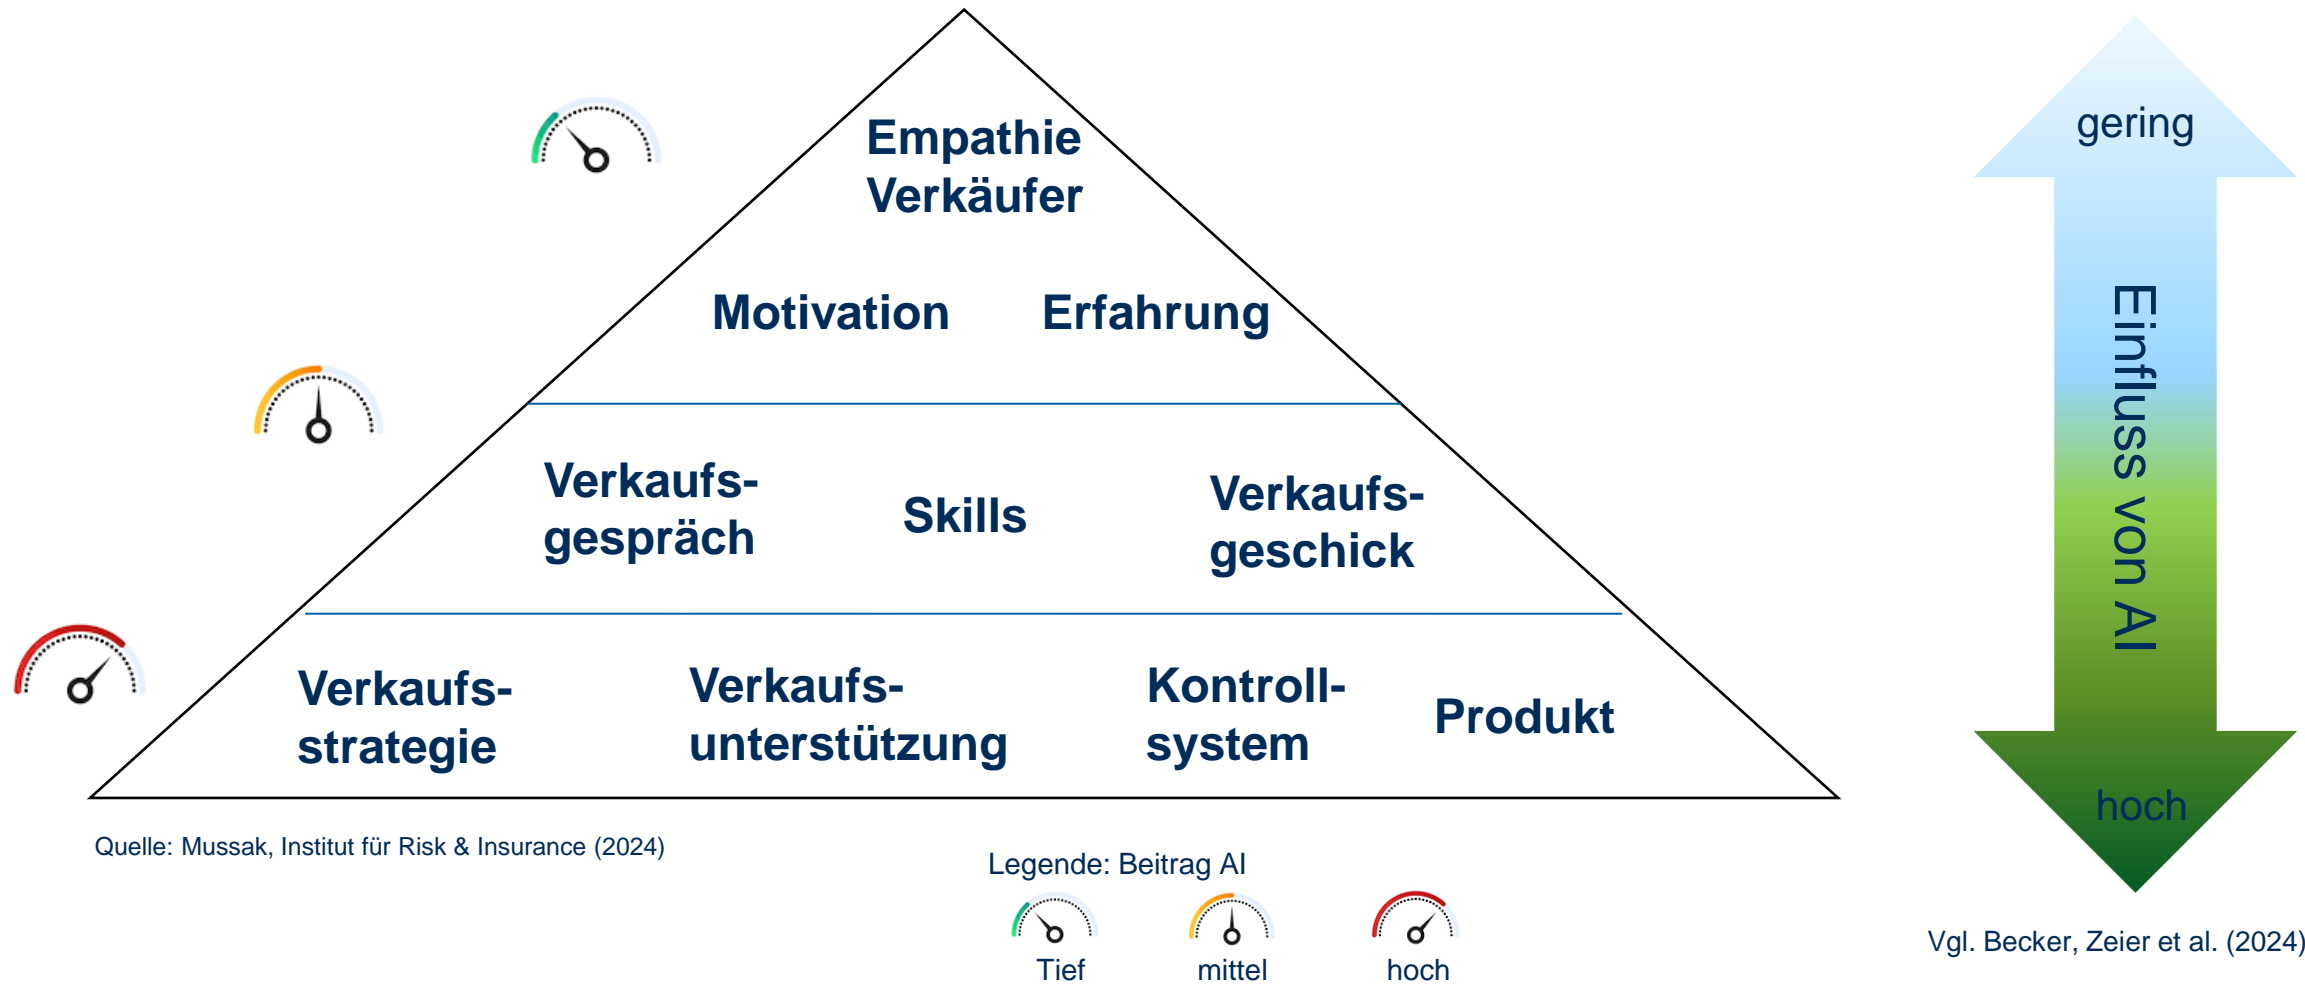 Empathie
Verkäufer
Motivation
Erfahrung
Verkaufs-
gespräch
Skills
Verkaufs-
geschick
Verkaufs-
strategie
Verkaufs-
unterstützung
Kontroll-
system
Produkt
Quelle: Mussak, Institut für Risk & Insurance (2024)
Legende: Beitrag AI
Tief
mittel
hoch
gering
Einfluss von AI
hoch
Vgl. Becker, Zeier et al. (2024)